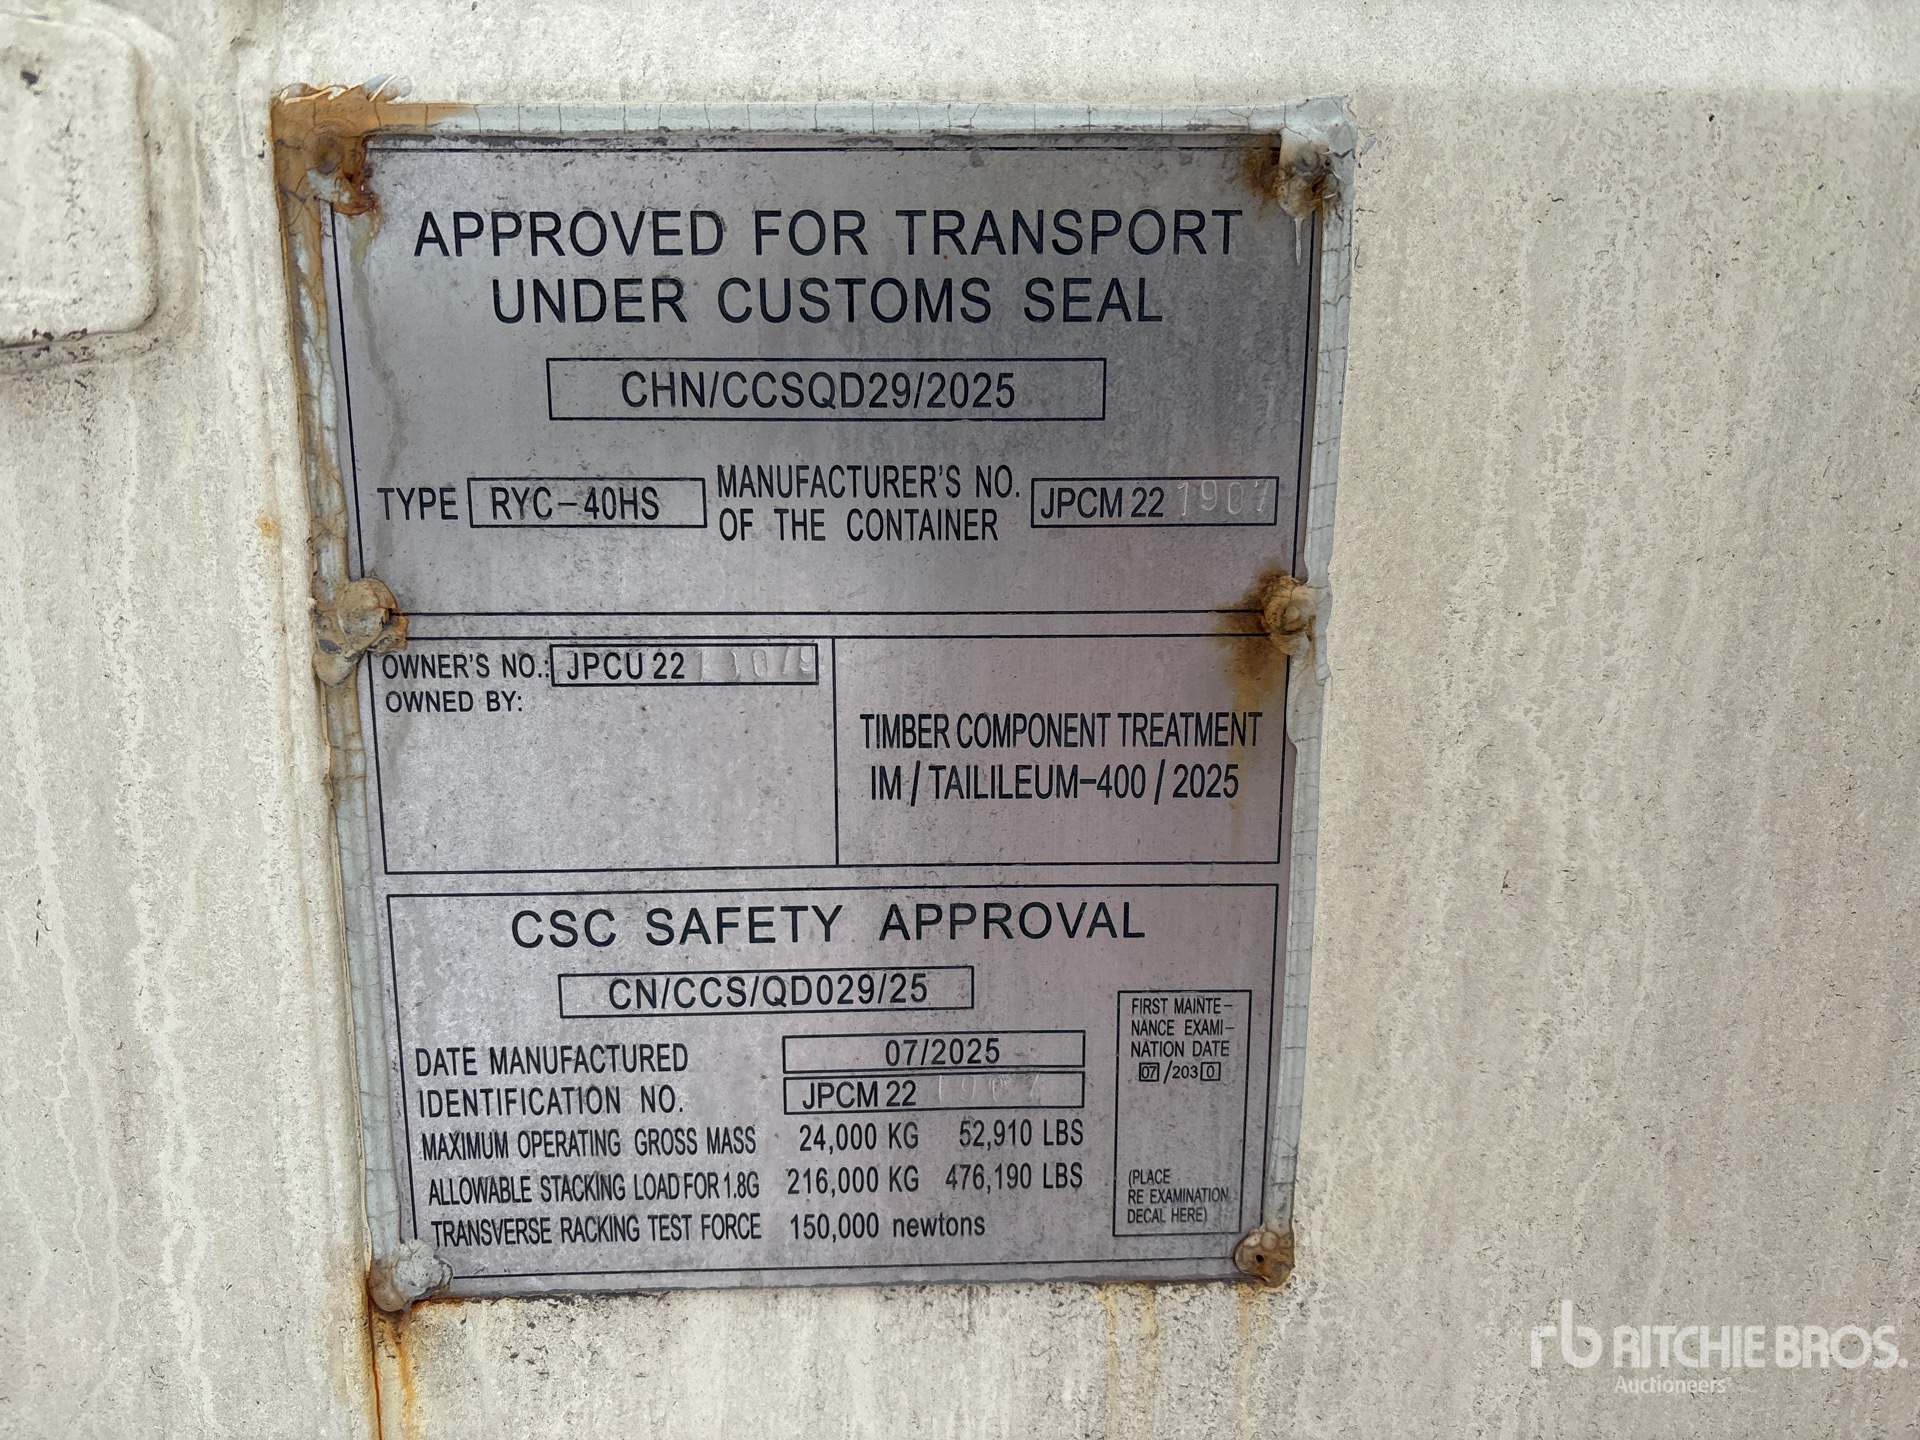 APPROVED FOR TRANSPORT
UNDER CUSTOMS SEAL
CHN/CCSQD29/2025
TYPE RYC-40HS MANUFACTURER'S NO. OF THE CONTAINER JPCM 22 1907
OWNER'S NO.: JPCU 22
OWNED BY:
TIMBER COMPONENT TREATMENT
IM / TAILILEUM-400 / 2025
CSC SAFETY APPROVAL
CN/CCS/QD029/25
DATE MANUFACTURED 07/2025
IDENTIFICATION NO. JPCM 22 1907
MAXIMUM OPERATING GROSS MASS 24,000 KG 52,910 LBS
ALLOWABLE STACKING LOAD FOR 1.8G 216,000 KG 476,190 LBS
TRANSVERSE RACKING TEST FORCE 150,000 newtons
FIRST MAINTE-
NANCE EXAMI-
NATION DATE
07/2030
(PLACE
RE EXAMINATION
DECAL HERE)
rb RITCHIE BROS.
Auctioneers